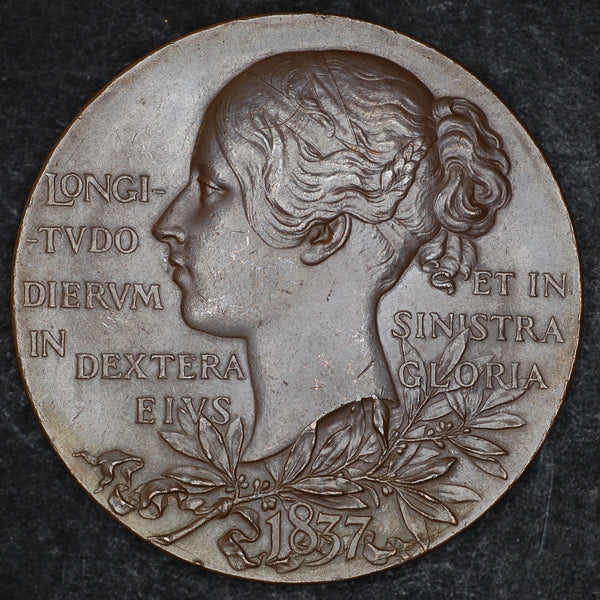 LONGI-
-TVDO
DIERVM
IN DEXTERA
EIVS
ET IN
SINISTRA
GLORIA
1837